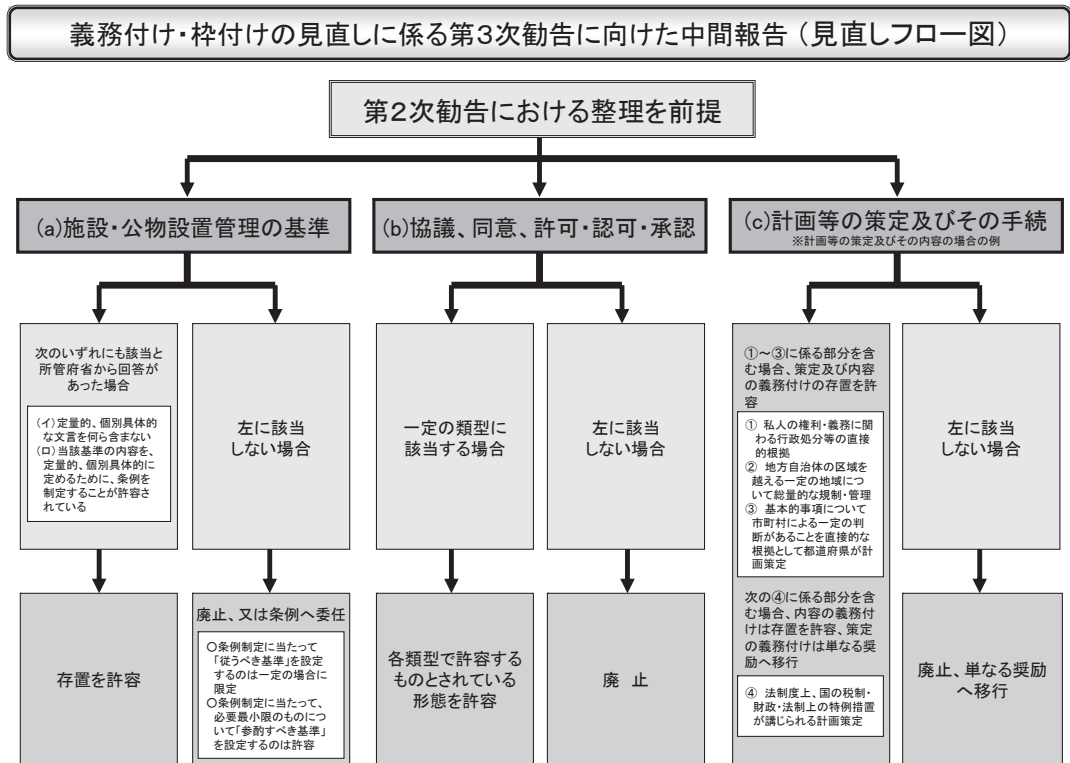 義務付け・枠付けの見直しに係る第3次勧告に向けた中間報告（見直しフロー図）
第2次勧告における整理を前提
(a)施設・公物設置管理の基準
次のいずれにも該当と
所管府省から回答が
あった場合
(イ)定量的、個別具体的
な文言を何ら含まない
(ロ)当該基準の内容を、
定量的、個別具体的に
定めるために、条例を
制定することが許容さ
れている
存置を許容
左に該当
しない場合
廃止、又は条例へ委任
○条例制定に当たって
「従うべき基準」を設定
するのは一定の場合に
限定
○条例制定に当たって、
必要最小限のものにつ
いて「参酌すべき基準」
を設定するのは許容
(b)協議、同意、許可・認可・承認
一定の類型に
該当する場合
各類型で許容する
ものとされている
形態を許容
左に該当
しない場合
廃 止
(c)計画等の策定及びその手続
※計画等の策定及びその内容の場合の例
①～③に係る部分を含
む場合、策定及び内容
の義務付けの存置を許
容
① 私人の権利・義務に関
わる行政処分等の直接
的根拠
② 地方自治体の区域を
越える一定の地域につ
いて総量的な規制・管理
③ 基本的事項について
市町村による一定の判
断があることを直接的な
根拠として都道府県が計
画策定
次の④に係る部分を含
む場合、内容の義務付
けは存置を許容、策定
の義務付けは単なる奨
励へ移行
④ 法制度上、国の税制・
財政・法制上の特例措置
が講じられる計画策定
左に該当
しない場合
廃止、単なる奨励
へ移行